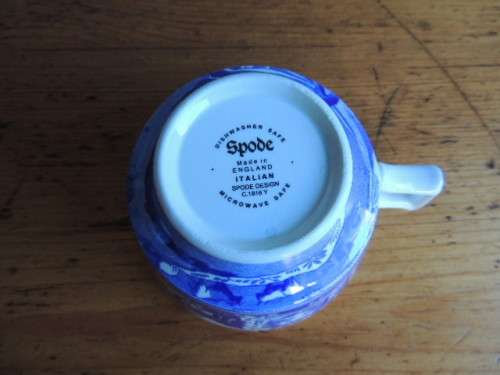 DISHWASHER SAFE
Spode
Made in
ENGLAND
ITALIAN
SPODE DESIGN
C.1816 Y
MICROWAVE SAFE